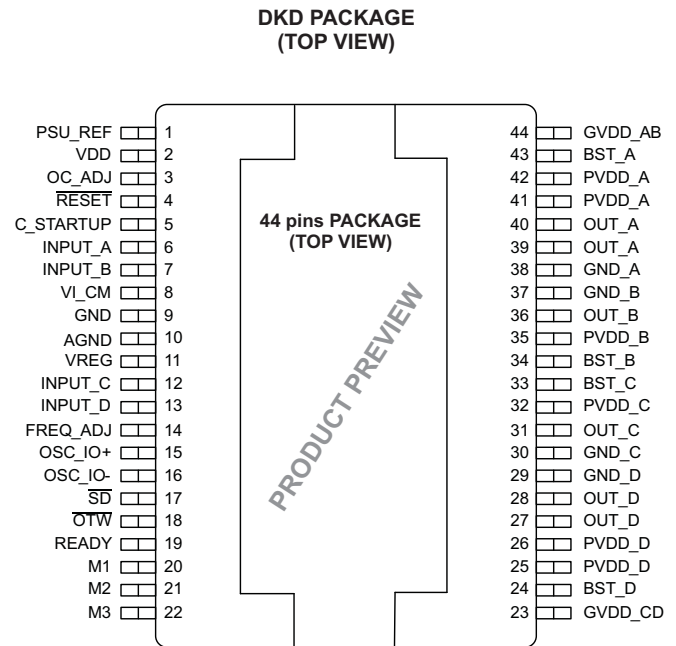 DKD PACKAGE
(TOP VIEW)
PSU_REF 1
VDD 2
OC_ADJ 3
RESET 4
C_STARTUP 5
INPUT_A 6
INPUT_B 7
VI_CM 8
GND 9
AGND 10
VREG 11
INPUT_C 12
INPUT_D 13
FREQ_ADJ 14
OSC_IO+ 15
OSC_IO- 16
SD 17
OTW 18
READY 19
M1 20
M2 21
M3 22
44 pins PACKAGE
(TOP VIEW)
PRODUCT PREVIEW
44 GVDD_AB
43 BST_A
42 PVDD_A
41 PVDD_A
40 OUT_A
39 OUT_A
38 GND_A
37 GND_B
36 OUT_B
35 PVDD_B
34 BST_B
33 BST_C
32 PVDD_C
31 OUT_C
30 GND_C
29 GND_D
28 OUT_D
27 OUT_D
26 PVDD_D
25 PVDD_D
24 BST_D
23 GVDD_CD